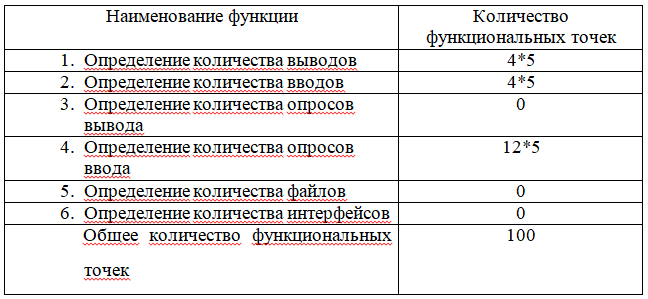 Наименование функции
Количество
функциональных точек
1. Определение количества выводов
4*5
2. Определение количества вводов
4*5
3. Определение количества опросов
вывода
0
4. Определение количества опросов
ввода
12*5
5. Определение количества файлов
0
6. Определение количества интерфейсов
0
Общее количество функциональных
точек
100